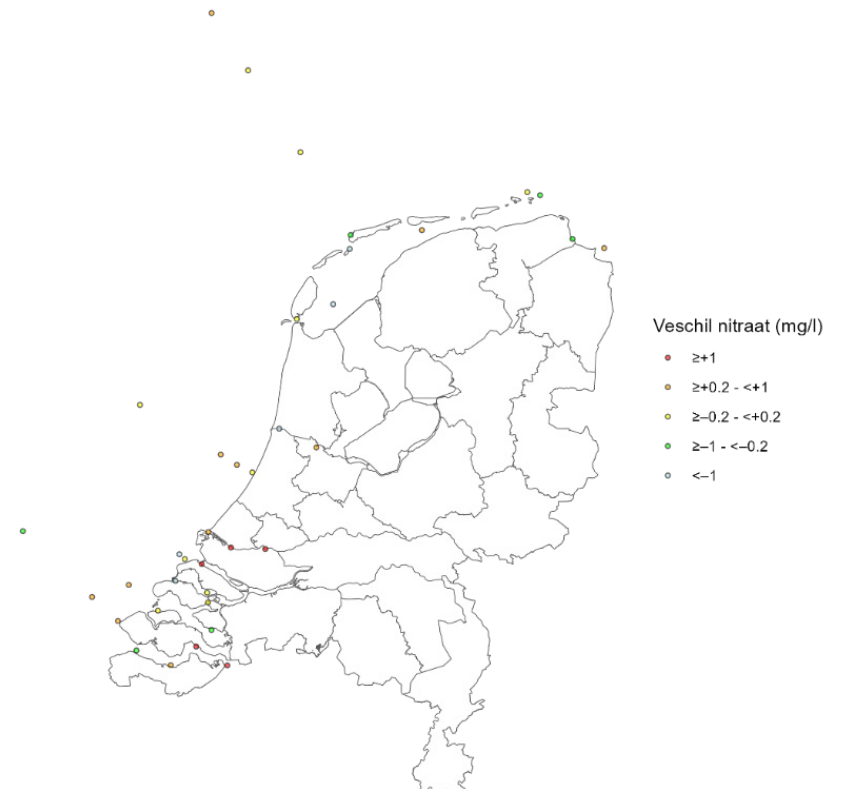 Veschil nitraat (mg/l)
≥+1
≥+0.2 - <+1
≥–0.2 - <+0.2
≥–1 - <–0.2
<–1